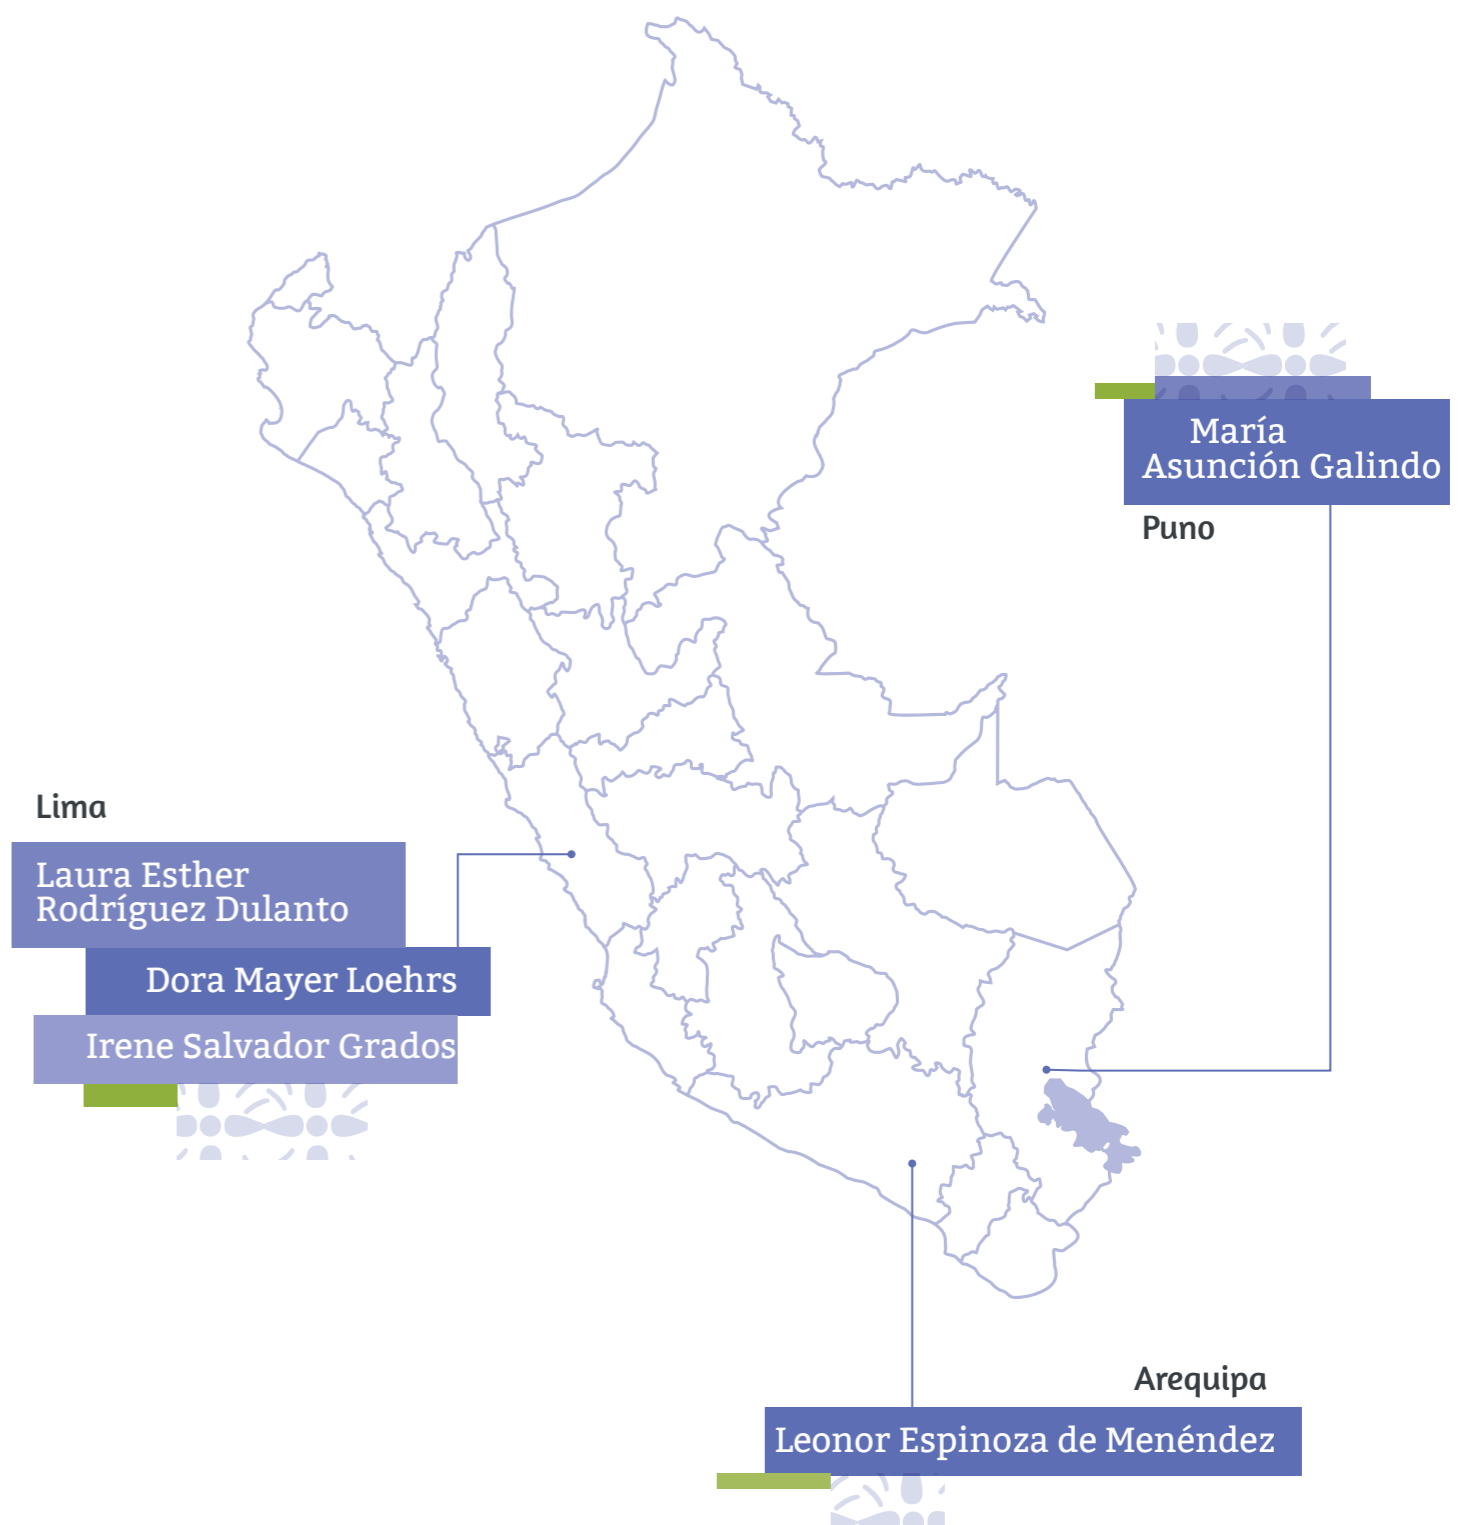 María
Asunción Galindo
Puno
Lima
Laura Esther
Rodríguez Dulanto
Dora Mayer Loehrs
Irene Salvador Grados
Arequipa
Leonor Espinoza de Menéndez